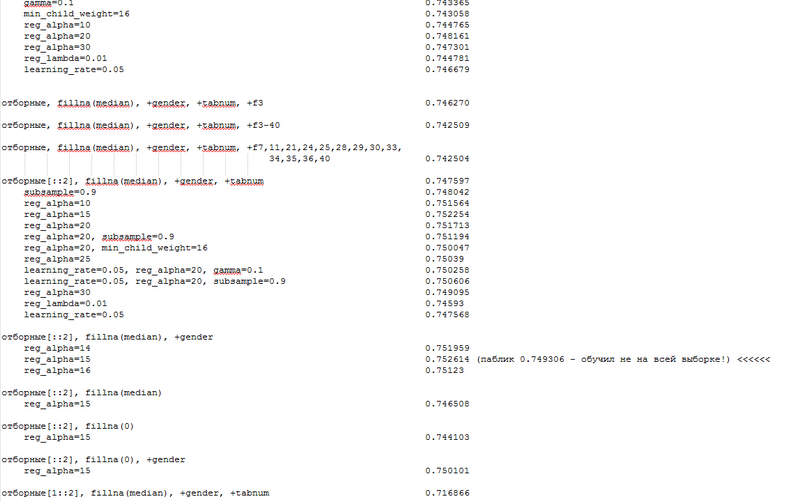 gamma=0.1 0.743365
min_child_weight=16 0.743058
reg_alpha=10 0.744765
reg_alpha=20 0.748161
reg_alpha=30 0.747301
reg_lambda=0.01 0.744781
learning_rate=0.05 0.746679
отборные, fillna(median), +gender, +tabnum, +f3 0.746270
отборные, fillna(median), +gender, +tabnum, +f3-40 0.742509
отборные, fillna(median), +gender, +tabnum, +f7,11,21,24,25,28,29,30,33,
34,35,36,40 0.742504
отборные[::2], fillna(median), +gender, +tabnum 0.747597
subsample=0.9 0.748042
reg_alpha=10 0.751564
reg_alpha=15 0.752254
reg_alpha=20 0.751713
reg_alpha=20, subsample=0.9 0.751194
reg_alpha=20, min_child_weight=16 0.750047
reg_alpha=25 0.75039
learning_rate=0.05, reg_alpha=20, gamma=0.1 0.750258
learning_rate=0.05, reg_alpha=20, subsample=0.9 0.750606
reg_alpha=30 0.749095
reg_lambda=0.01 0.74593
learning_rate=0.05 0.747568
отборные[::2], fillna(median), +gender
reg_alpha=14 0.751959
reg_alpha=15 0.752614 (паблик 0.749306 - обучил не на всей выборке!) <<<<<<
reg_alpha=16 0.75123
отборные[::2], fillna(median)
reg_alpha=15 0.746508
отборные[::2], fillna(0)
reg_alpha=15 0.744103
отборные[::2], fillna(0), +gender
reg_alpha=15 0.750101
отборные[1::2], fillna(median), +gender, +tabnum 0.716866